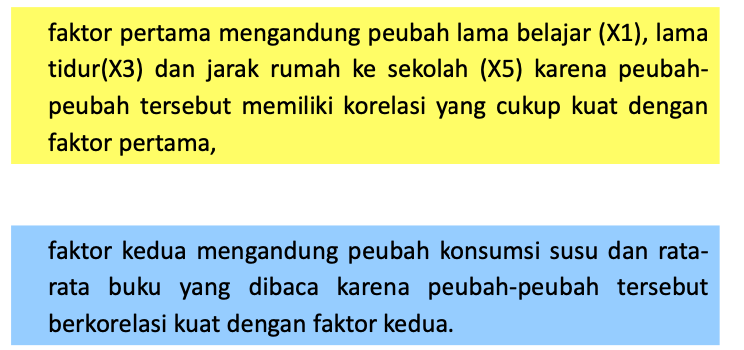 faktor pertama mengandung peubah lama belajar (X1), lama
tidur(X3) dan jarak rumah ke sekolah (X5) karena peubah-
peubah tersebut memiliki korelasi yang cukup kuat dengan
faktor pertama,
faktor kedua mengandung peubah konsumsi susu dan rata-
rata buku yang dibaca karena peubah-peubah tersebut
berkorelasi kuat dengan faktor kedua.